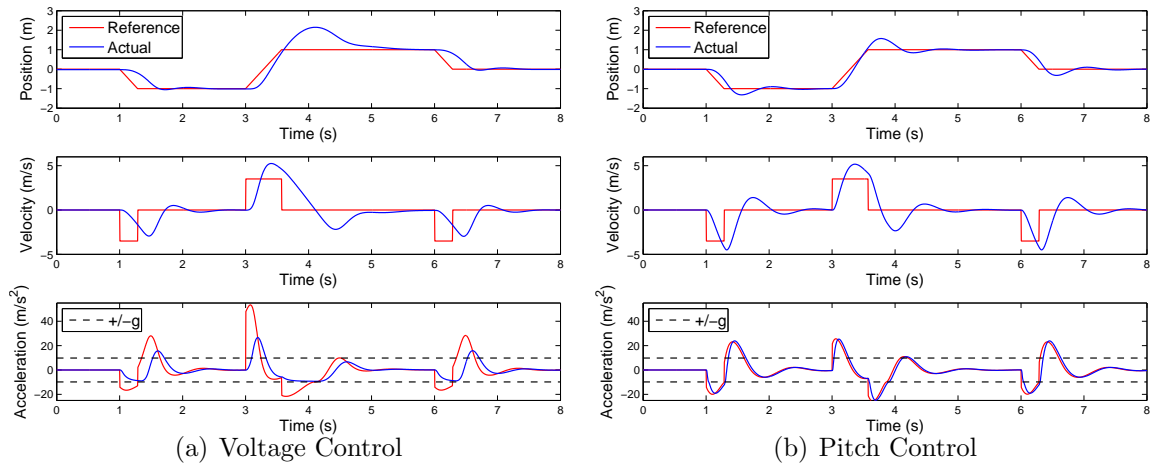 Position (m)
3
2
1
0
−1
−2
Reference
Actual
0 1 2 3 4 5 6 7 8
Time (s)
Velocity (m/s)
5
0
−5
0 1 2 3 4 5 6 7 8
Time (s)
Acceleration (m/s²)
40
20
0
−20
+/−g
0 1 2 3 4 5 6 7 8
Time (s)
(a) Voltage Control
Position (m)
3
2
1
0
−1
−2
Reference
Actual
0 1 2 3 4 5 6 7 8
Time (s)
Velocity (m/s)
5
0
−5
0 1 2 3 4 5 6 7 8
Time (s)
Acceleration (m/s²)
40
20
0
−20
+/−g
0 1 2 3 4 5 6 7 8
Time (s)
(b) Pitch Control